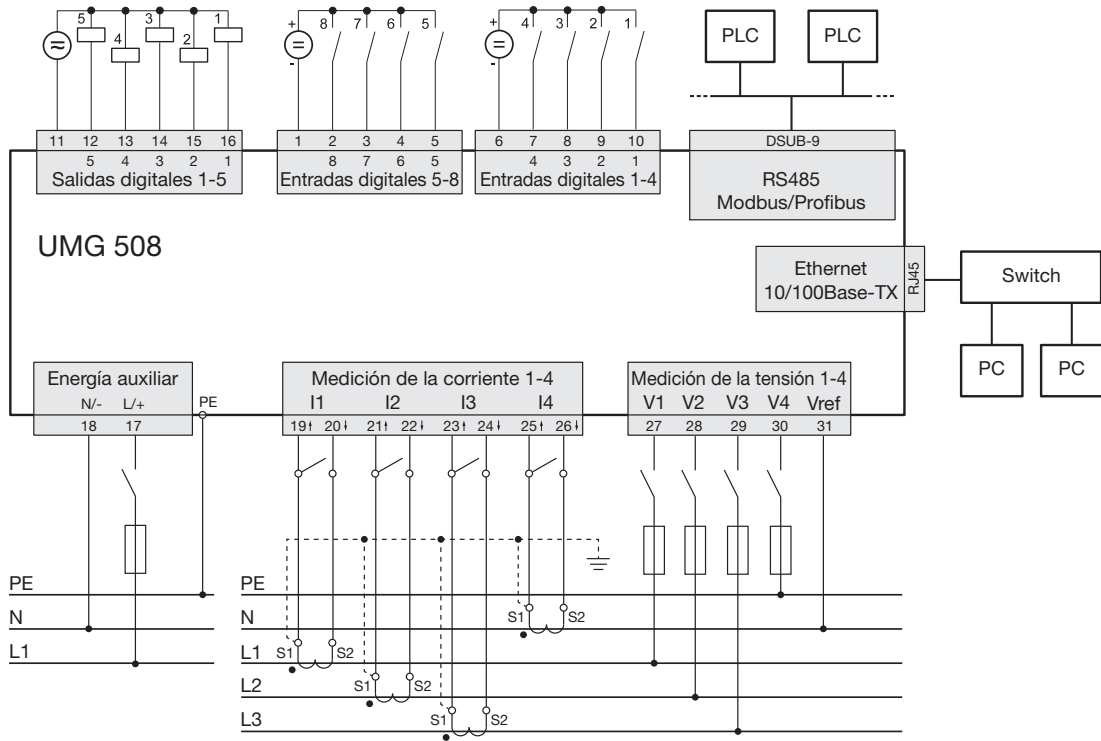 5 3 1
4 2
+ 8 7 6 5
-
+ 4 3 2 1
-
PLC PLC
11 12 13 14 15 16
5 4 3 2 1
Salidas digitales 1-5
1 2 3 4 5
8 7 6 5
Entradas digitales 5-8
6 7 8 9 10
4 3 2 1
Entradas digitales 1-4
DSUB-9
RS485
Modbus/Profibus
UMG 508
Ethernet
10/100Base-TX
RJ45
Switch
PC PC
Energía auxiliar
N/- L/+ PE
18 17
Medición de la corriente 1-4
I1 I2 I3 I4
19 20 21 22 23 24 25 26
Medición de la tensión 1-4
V1 V2 V3 V4 Vref
27 28 29 30 31
PE
N
L1
PE
N S1 S2
L1 S1 S2
L2 S1 S2
L3 S1 S2